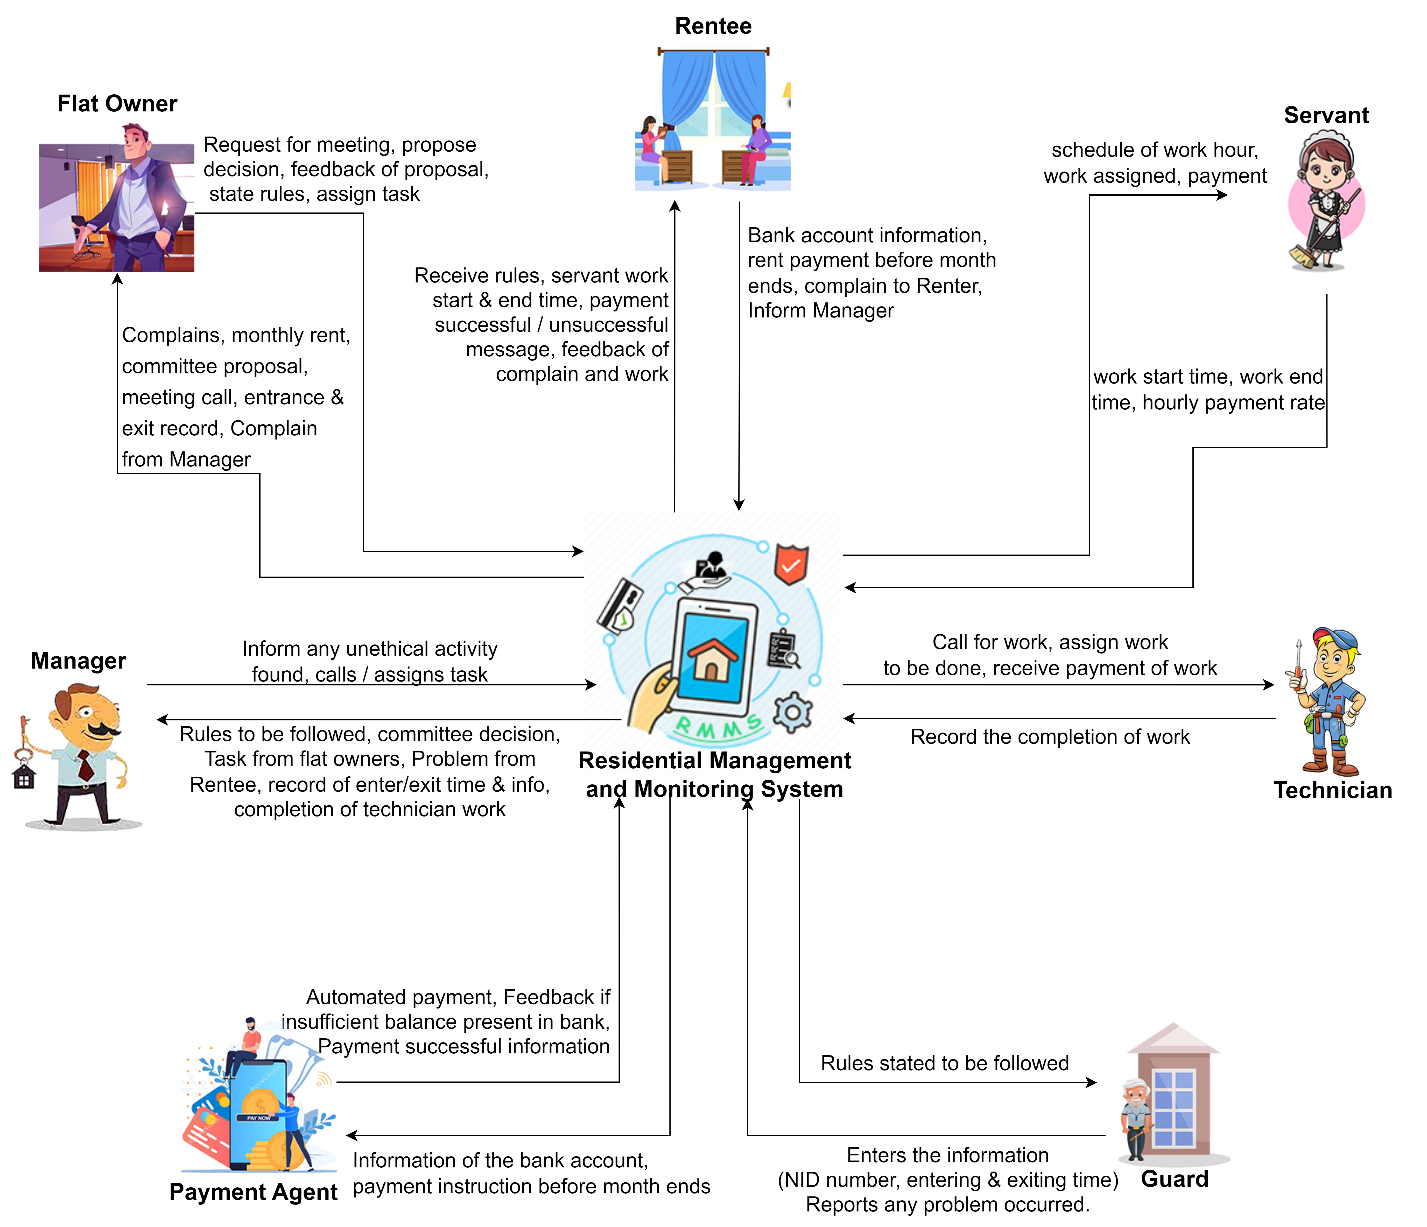 Rentee
Flat Owner
Servant
Request for meeting, propose
decision, feedback of proposal,
state rules, assign task
schedule of work hour,
work assigned, payment
Bank account information,
rent payment before month
ends, complain to Renter,
Inform Manager
Receive rules, servant work
start & end time, payment
successful / unsuccessful
message, feedback of
complain and work
Complains, monthly rent,
committee proposal,
meeting call, entrance &
exit record, Complain
from Manager
work start time, work end
time, hourly payment rate
Manager
Inform any unethical activity
found, calls / assigns task
Rules to be followed, committee decision,
Task from flat owners, Problem from
Rentee, record of enter/exit time & info,
completion of technician work
RMMS
Residential Management
and Monitoring System
Call for work, assign work
to be done, receive payment of work
Record the completion of work
Technician
Automated payment, Feedback if
insufficient balance present in bank,
Payment successful information
PAY NOW
Payment Agent
Information of the bank account,
payment instruction before month ends
Rules stated to be followed
Enters the information
(NID number, entering & exiting time)
Reports any problem occurred.
Guard